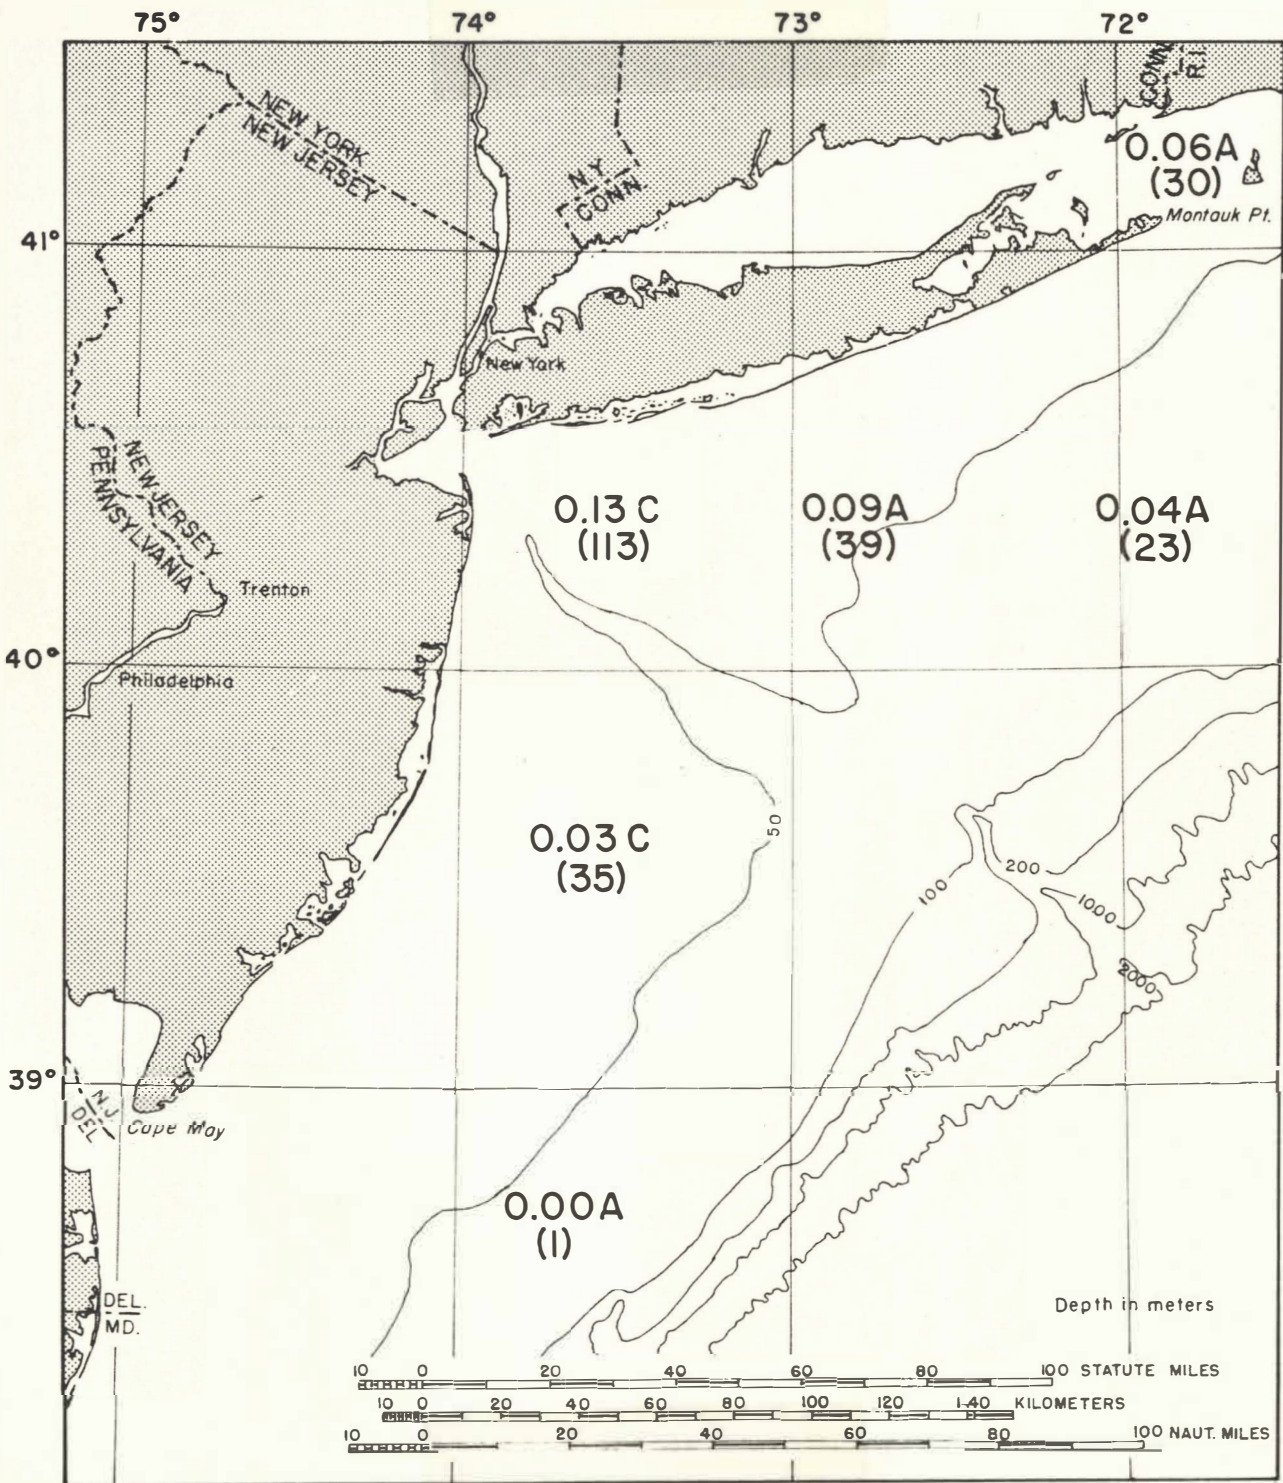 75° 74° 73° 72°
NEW YORK
NEW JERSEY
N.Y.
CONN.
CONN.
R.I.
0.06A
(30)
Montauk Pt.
41°
New York
NEW JERSEY
PENNSYLVANIA
0.13 C
(113)
0.09A
(39)
0.04A
(23)
Trenton
40°
Philadelphia
50
0.03 C
(35)
100
200
1000
2000
39°
N.J.
DEL.
Cape May
0.00A
(1)
DEL.
MD.
Depth in meters
10 0 20 40 60 80 100 STATUTE MILES
10 0 20 40 60 80 100 120 140 KILOMETERS
10 0 20 40 60 80 100 NAUT. MILES